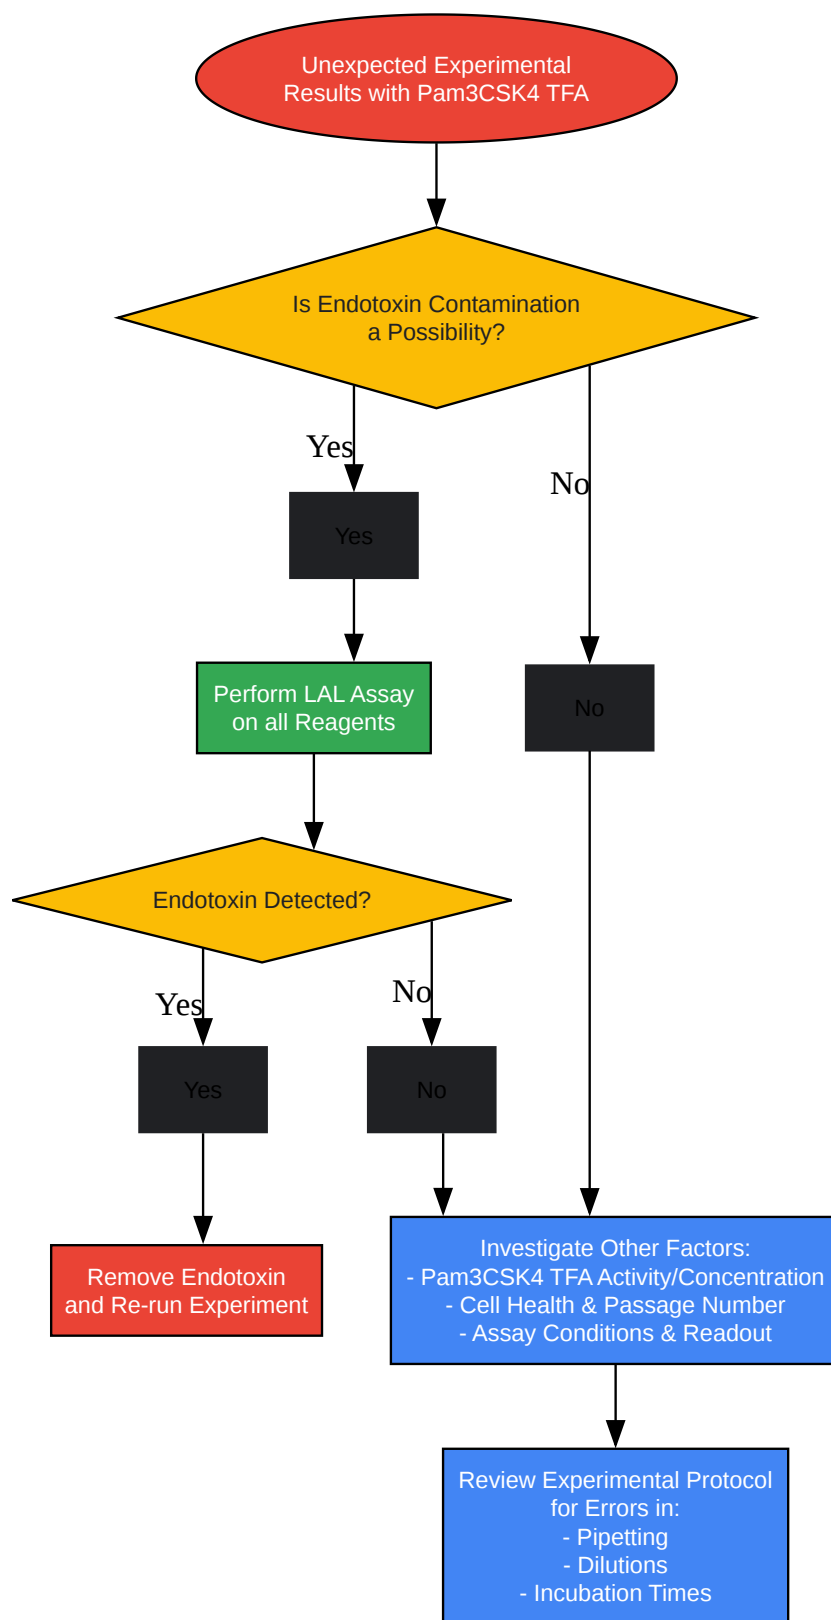 Unexpected Experimental
Results with Pam3CSK4 TFA
Is Endotoxin Contamination
a Possibility?
Yes
No
Yes
Perform LAL Assay
on all Reagents
No
Endotoxin Detected?
Yes
No
Yes
No
Remove Endotoxin
and Re-run Experiment
Investigate Other Factors:
- Pam3CSK4 TFA Activity/Concentration
- Cell Health & Passage Number
- Assay Conditions & Readout
Review Experimental Protocol
for Errors in:
- Pipetting
- Dilutions
- Incubation Times